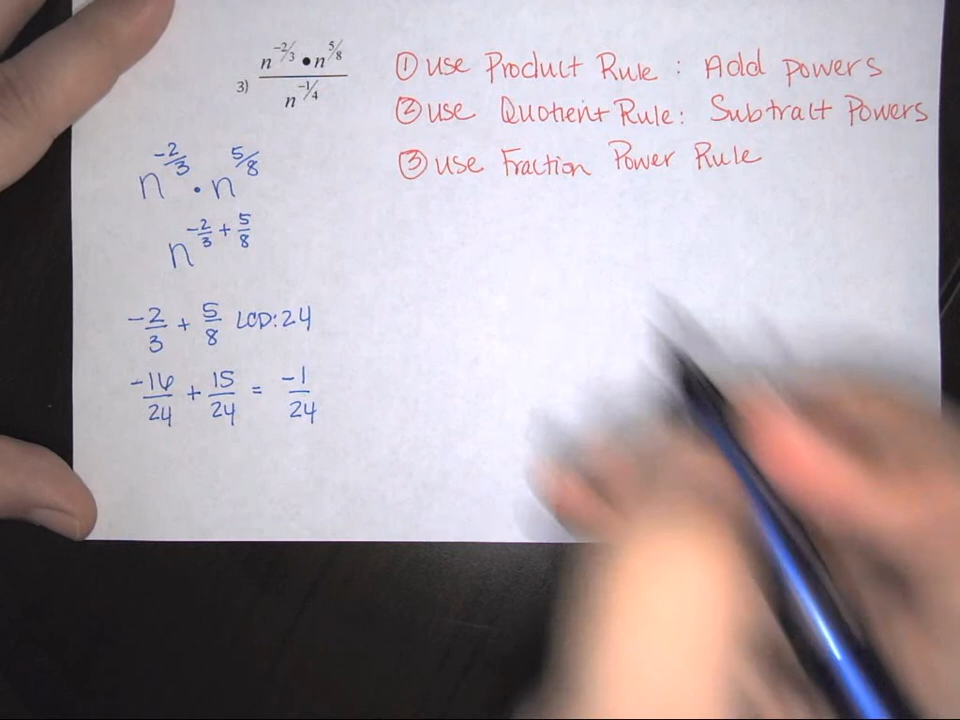 3) n^-2/3 • n^5/8
n^-1/4
① use Product Rule : Add powers
② use Quotient Rule: Subtract Powers
③ use Fraction Power Rule
n^-2/3 · n^5/8
n^-2/3 + 5/8
-2/3 + 5/8 LCD:24
-16/24 + 15/24 = -1/24